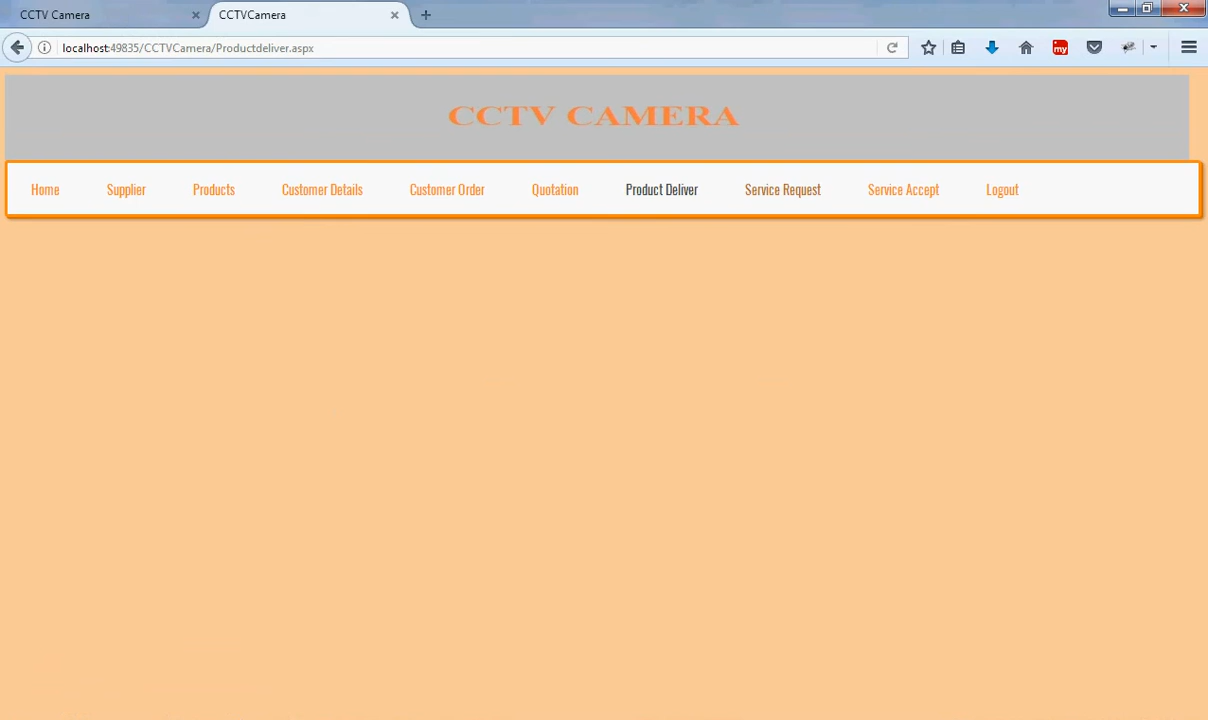 CCTV Camera
CCTVCamera
localhost:49835/CCTVCamera/Productdeliver.aspx
my
CCTV CAMERA
Home Supplier Products Customer Details Customer Order Quotation Product Deliver Service Request Service Accept Logout